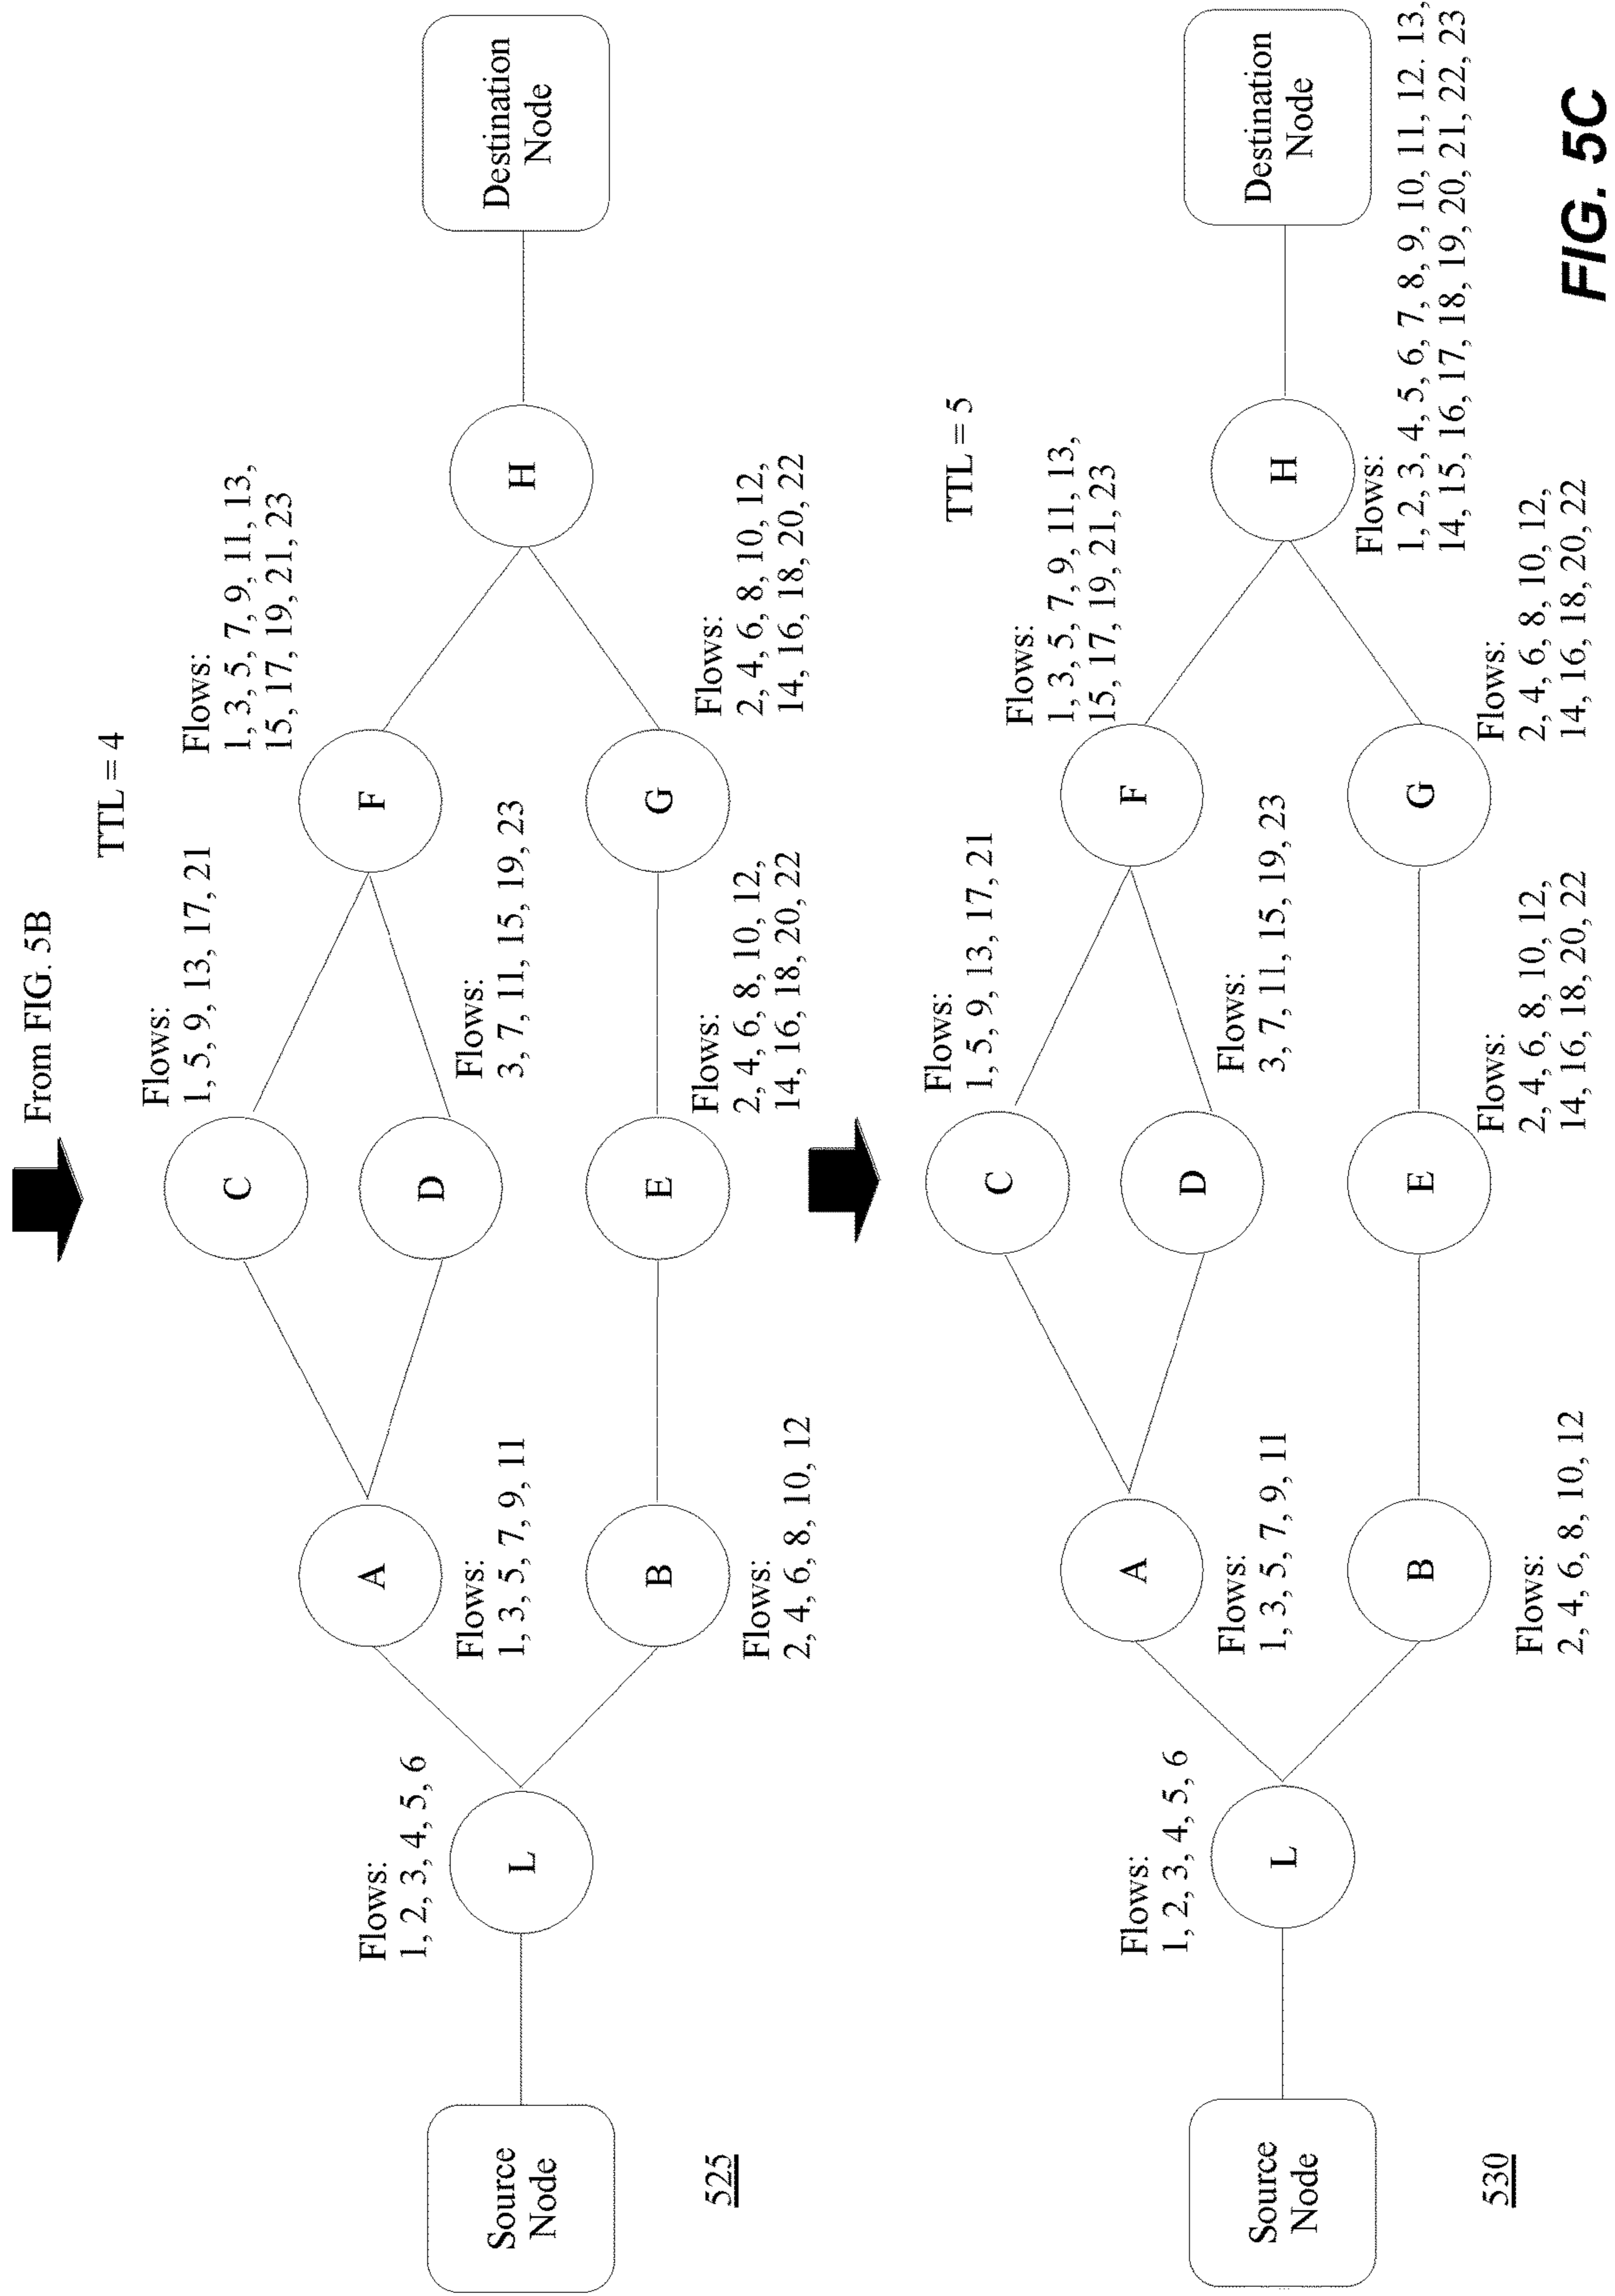 From FIG. 5B
TTL = 4
Source
Node
525
Flows:
1, 2, 3, 4, 5, 6
L
A
Flows:
1, 3, 5, 7, 9, 11
B
Flows:
2, 4, 6, 8, 10, 12
Flows:
1, 5, 9, 13, 17, 21
C
D
Flows:
3, 7, 11, 15, 19, 23
E
Flows:
2, 4, 6, 8, 10, 12,
14, 16, 18, 20, 22
Flows:
1, 3, 5, 7, 9, 11, 13,
15, 17, 19, 21, 23
F
G
Flows:
2, 4, 6, 8, 10, 12,
14, 16, 18, 20, 22
H
Destination
Node
TTL = 5
Source
Node
530
Flows:
1, 2, 3, 4, 5, 6
L
A
Flows:
1, 3, 5, 7, 9, 11
B
Flows:
2, 4, 6, 8, 10, 12
Flows:
1, 5, 9, 13, 17, 21
C
D
Flows:
3, 7, 11, 15, 19, 23
E
Flows:
2, 4, 6, 8, 10, 12,
14, 16, 18, 20, 22
Flows:
1, 3, 5, 7, 9, 11, 13,
15, 17, 19, 21, 23
F
G
Flows:
2, 4, 6, 8, 10, 12,
14, 16, 18, 20, 22
H
Flows:
1, 2, 3, 4, 5, 6, 7, 8, 9, 10, 11, 12. 13,
14, 15, 16, 17, 18, 19, 20, 21, 22, 23
Destination
Node
FIG. 5C